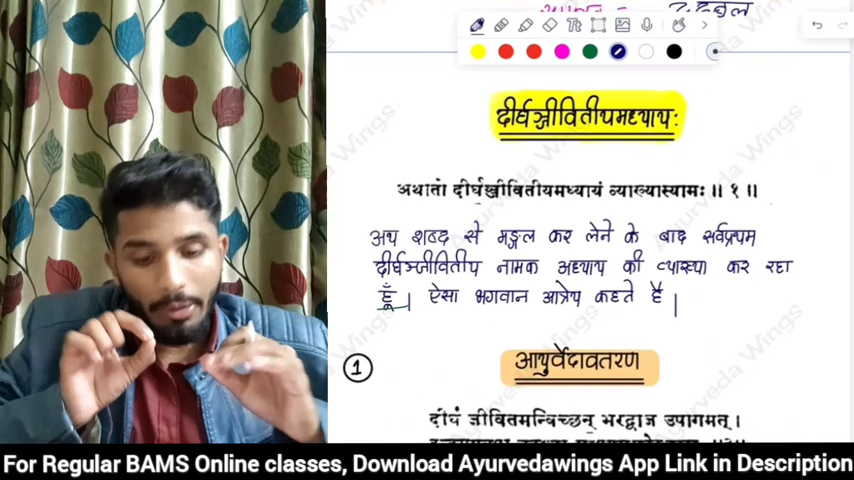 दीर्घञ्जीवितीयमध्यायः
अथातो दीर्घञ्जीवितीयमध्यायं व्याख्यास्यामः ॥ १ ॥
अथ शब्द से मङ्गल कर लेने के बाद सर्वप्रथम
दीर्घञ्जीवितीय नामक अध्याय की व्याख्या कर रहा
हूँ। ऐसा भगवान आत्रेय कहते है |
1
आयुर्वेदावतरण
दीर्घं जीवितमन्विच्छन् भरद्वाज उपागमत् ।
For Regular BAMS Online classes, Download Ayurvedawings App Link in Description